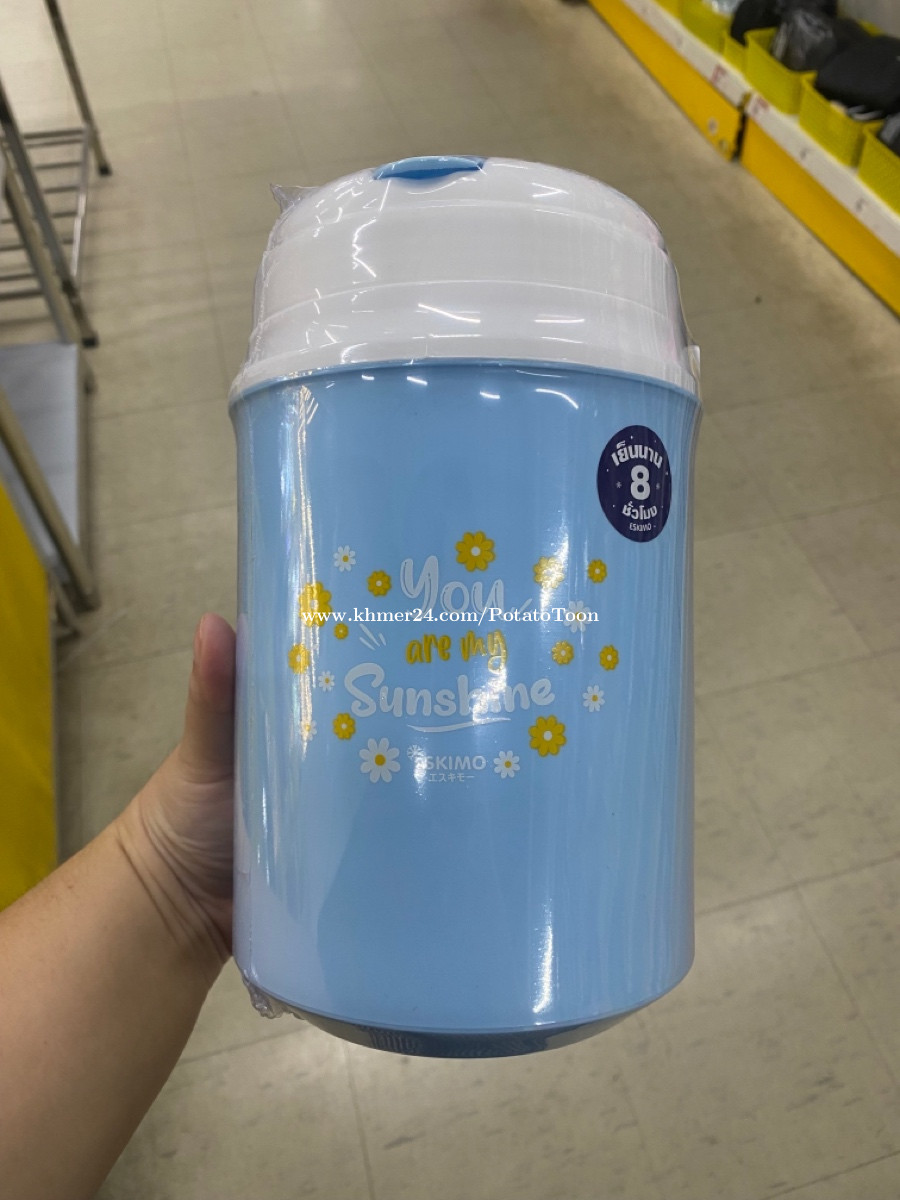 เย็นนาน
8
ชั่วโมง
ESKIMO
You
www.khmer24.com/PotatoToon
are my
Sunshine
ESKIMO
エスキモー